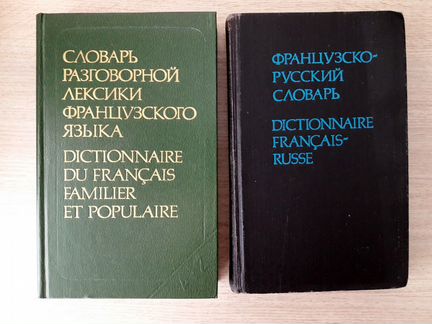 СЛОВАРЬ
РАЗГОВОРНОЙ
ЛЕКСИКИ
ФРАНЦУЗСКОГО
ЯЗЫКА
DICTIONNAIRE
DU FRANÇAIS
FAMILIER
ET POPULAIRE
ФРАНЦУЗСКО-
РУССКИЙ
СЛОВАРЬ
DICTIONNAIRE
FRANÇAIS-
RUSSE